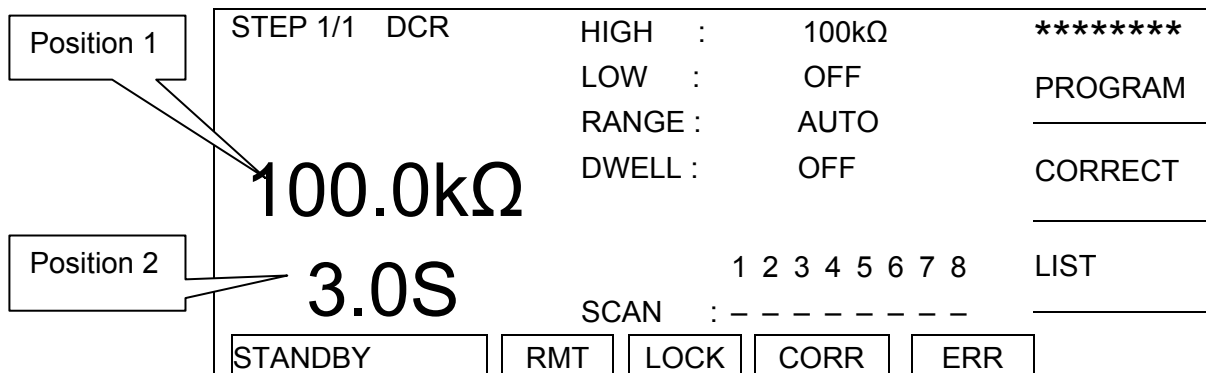 Position 1
Position 2
STEP 1/1 DCR
100.0kΩ
3.0S
HIGH : 100kΩ
LOW : OFF
RANGE : AUTO
DWELL : OFF
1 2 3 4 5 6 7 8
SCAN : – – – – – – – –
********
PROGRAM
CORRECT
LIST
STANDBY
RMT
LOCK
CORR
ERR